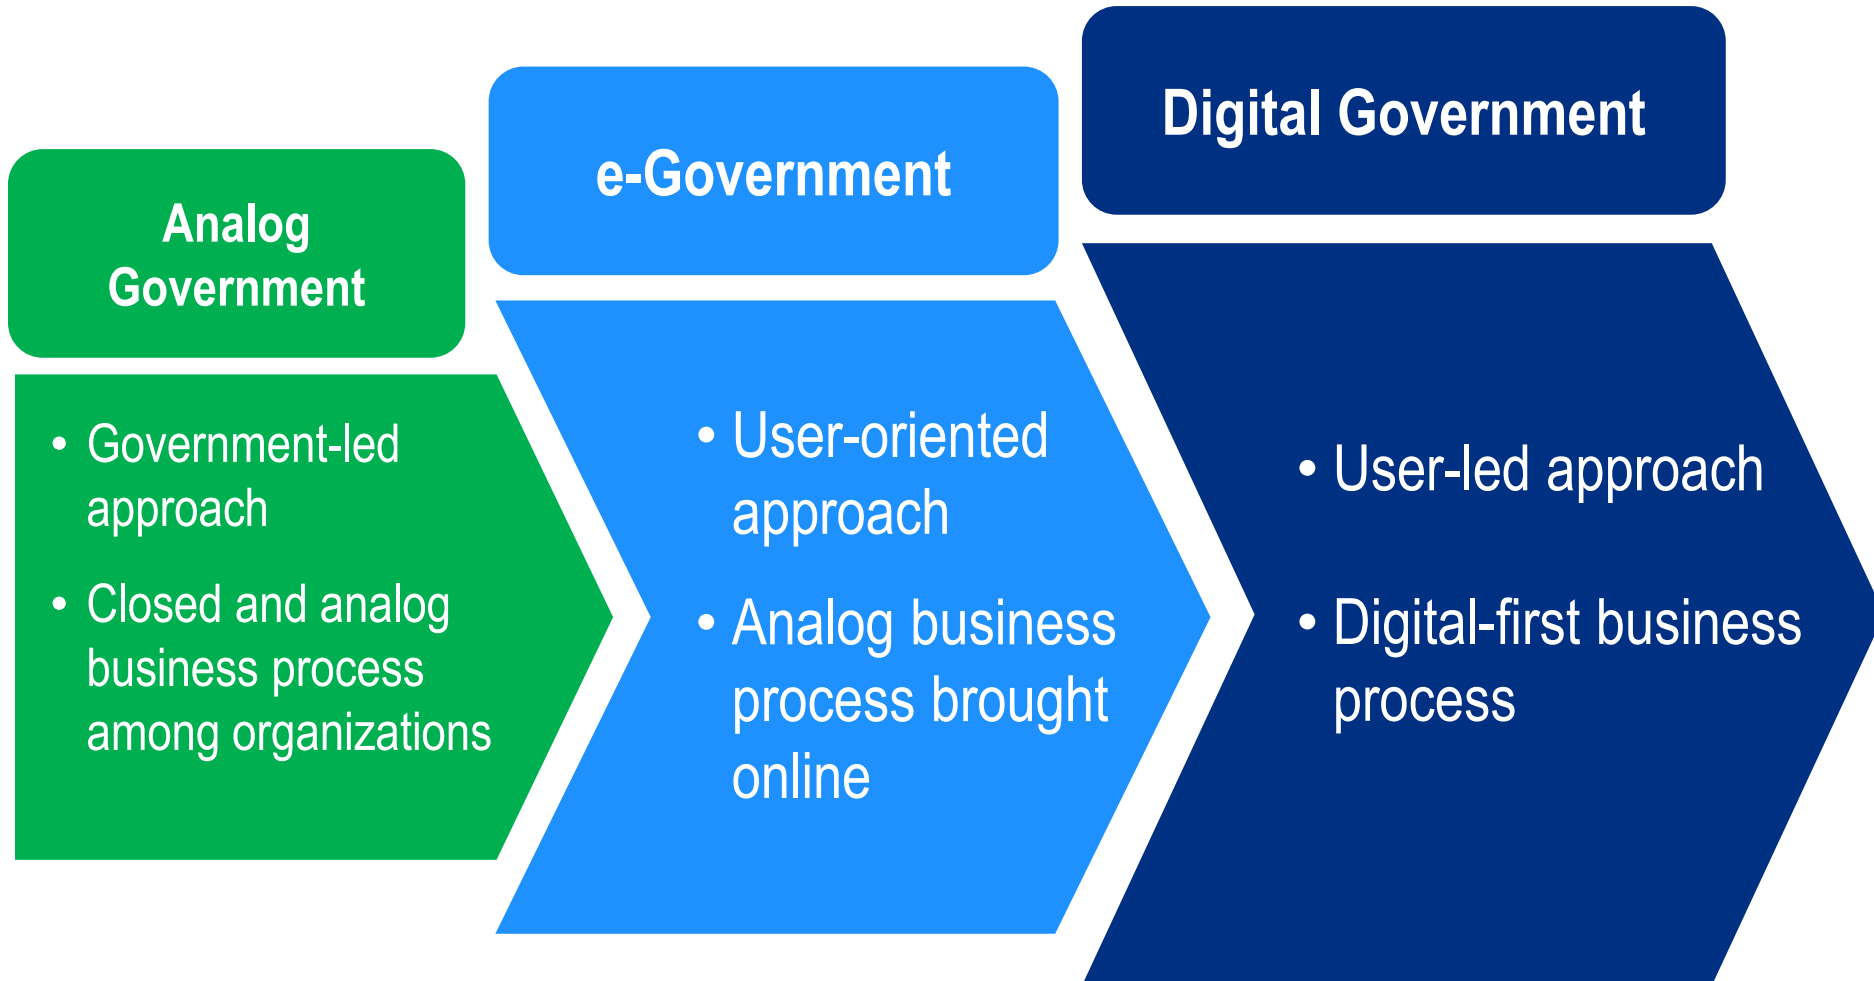 Analog
Government
• Government-led
approach
• Closed and analog
business process
among organizations
e-Government
• User-oriented
approach
• Analog business
process brought
online
Digital Government
• User-led approach
• Digital-first business
process